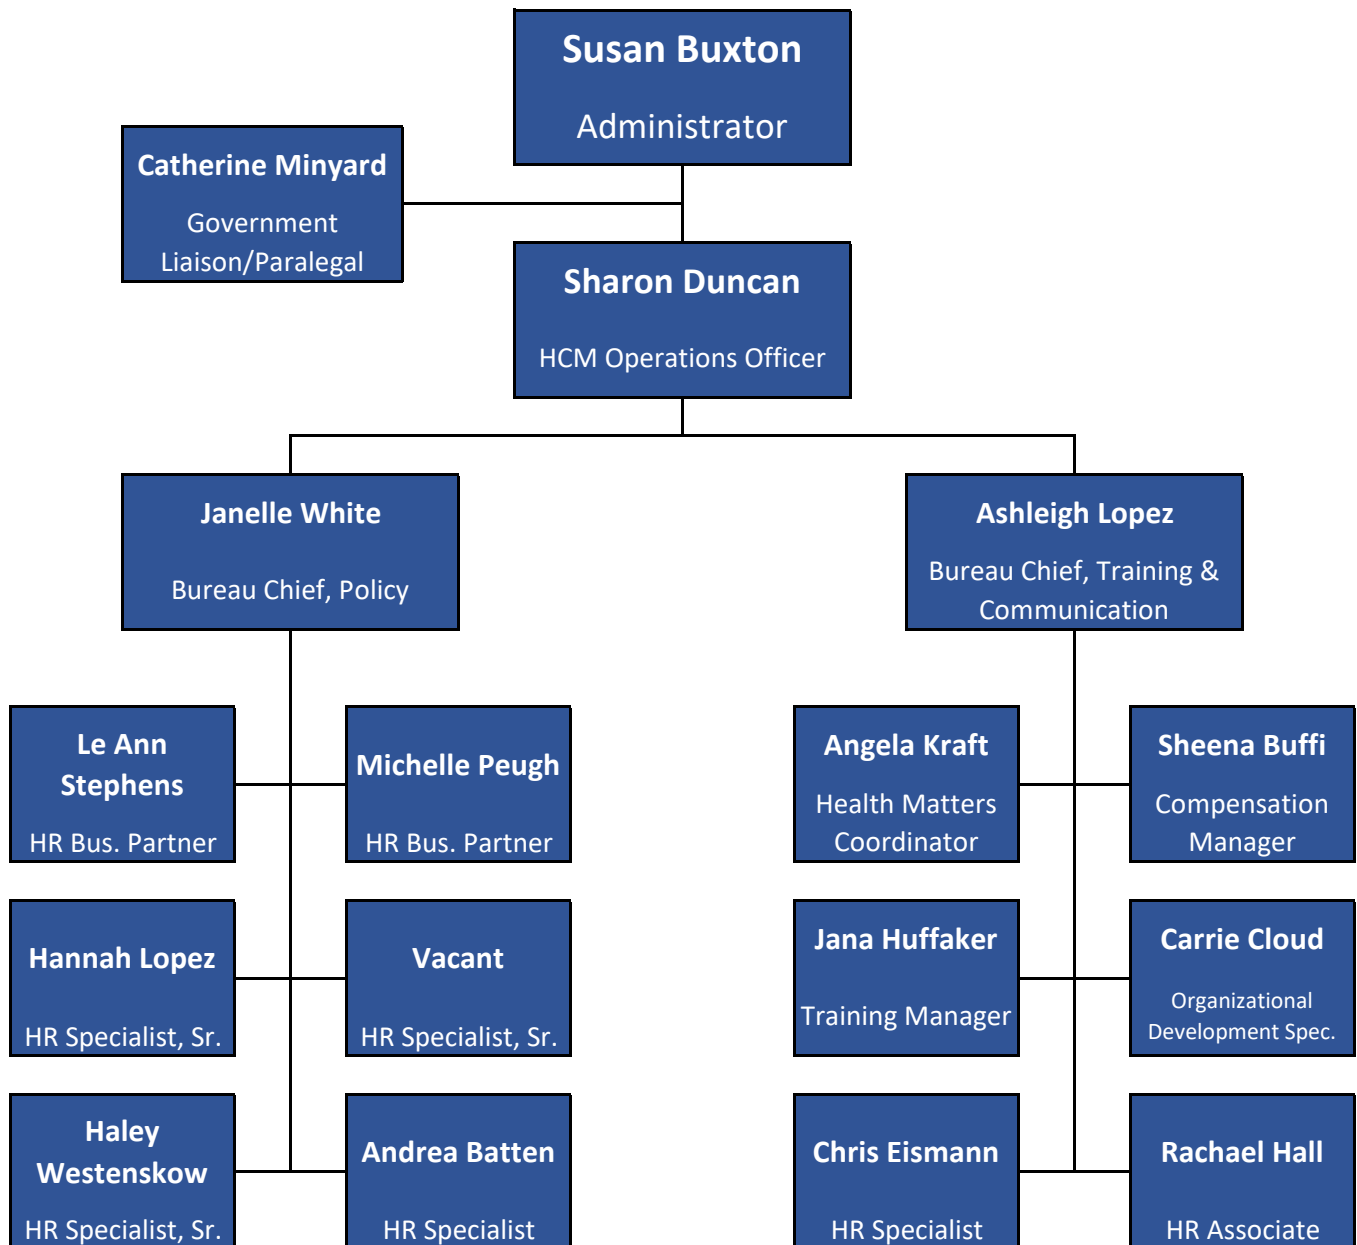 Susan Buxton
Administrator
Catherine Minyard
Government
Liaison/Paralegal
Sharon Duncan
HCM Operations Officer
Janelle White
Bureau Chief, Policy
Ashleigh Lopez
Bureau Chief, Training &
Communication
Le Ann
Stephens
HR Bus. Partner
Michelle Peugh
HR Bus. Partner
Angela Kraft
Health Matters
Coordinator
Sheena Buffi
Compensation
Manager
Hannah Lopez
HR Specialist, Sr.
Vacant
HR Specialist, Sr.
Jana Huffaker
Training Manager
Carrie Cloud
Organizational
Development Spec.
Haley
Westenskow
HR Specialist, Sr.
Andrea Batten
HR Specialist
Chris Eismann
HR Specialist
Rachael Hall
HR Associate